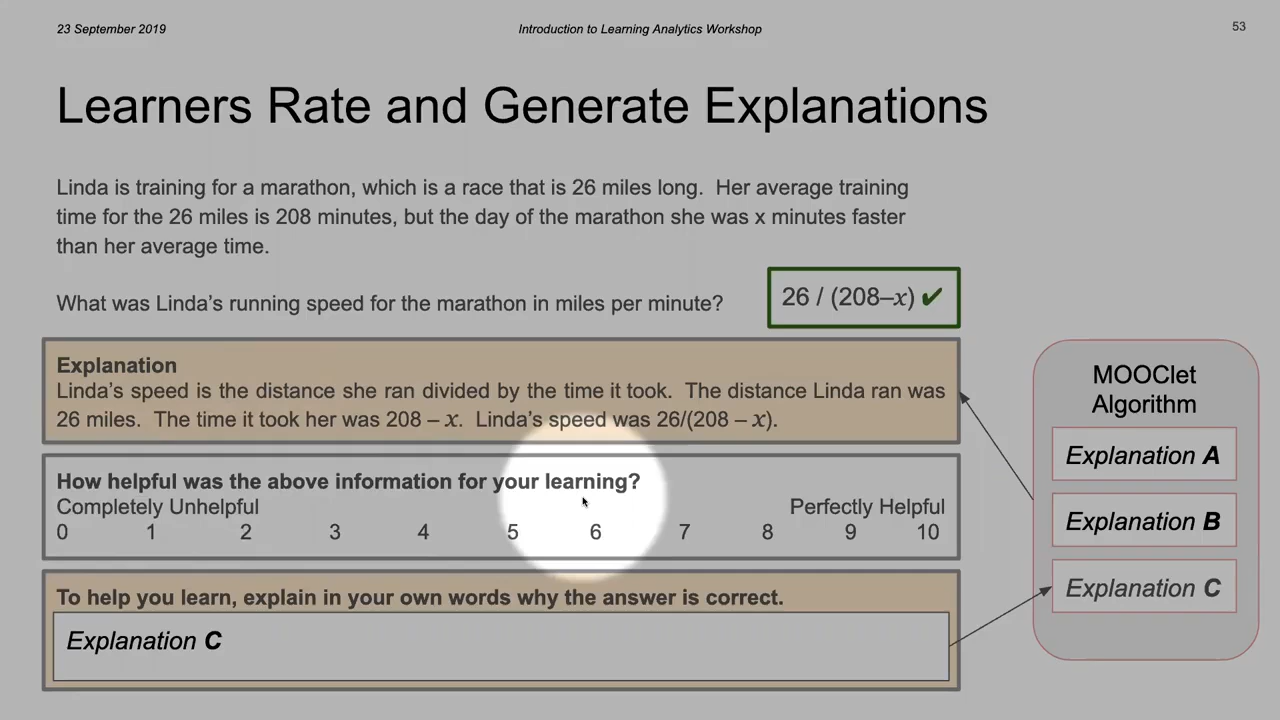 23 September 2019
Introduction to Learning Analytics Workshop
53
Learners Rate and Generate Explanations
Linda is training for a marathon, which is a race that is 26 miles long.  Her average training
time for the 26 miles is 208 minutes, but the day of the marathon she was x minutes faster
than her average time.
What was Linda’s running speed for the marathon in miles per minute?
26 / (208–x) ✔
Explanation
Linda’s speed is the distance she ran divided by the time it took.  The distance Linda ran was
26 miles.  The time it took her was 208 – x.  Linda’s speed was 26/(208 – x).
How helpful was the above information for your learning?
Completely Unhelpful Perfectly Helpful
0 1 2 3 4 5 6 7 8 9 10
To help you learn, explain in your own words why the answer is correct.
Explanation C
MOOClet
Algorithm
Explanation A
Explanation B
Explanation C